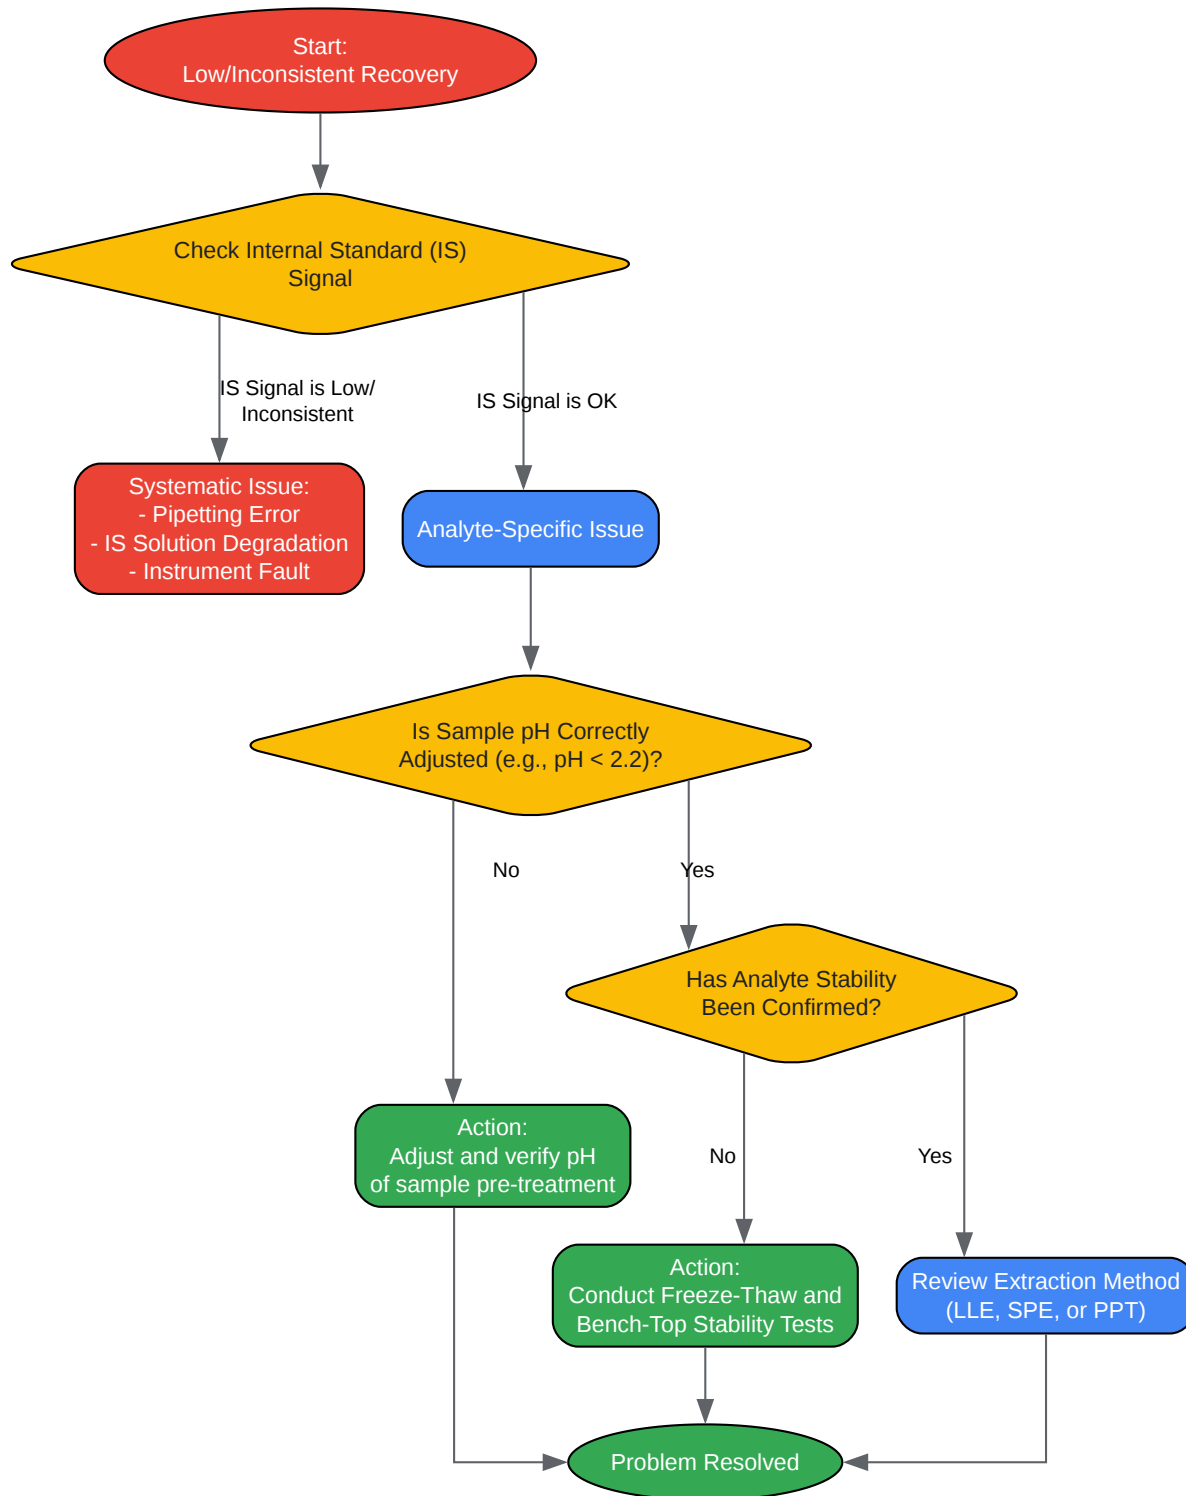 Start:
Low/Inconsistent Recovery
Check Internal Standard (IS)
Signal
IS Signal is Low/
Inconsistent
IS Signal is OK
Systematic Issue:
- Pipetting Error
- IS Solution Degradation
- Instrument Fault
Analyte-Specific Issue
Is Sample pH Correctly
Adjusted (e.g., pH < 2.2)?
No
Yes
Has Analyte Stability
Been Confirmed?
Action:
Adjust and verify pH
of sample pre-treatment
No
Yes
Action:
Conduct Freeze-Thaw and
Bench-Top Stability Tests
Review Extraction Method
(LLE, SPE, or PPT)
Problem Resolved